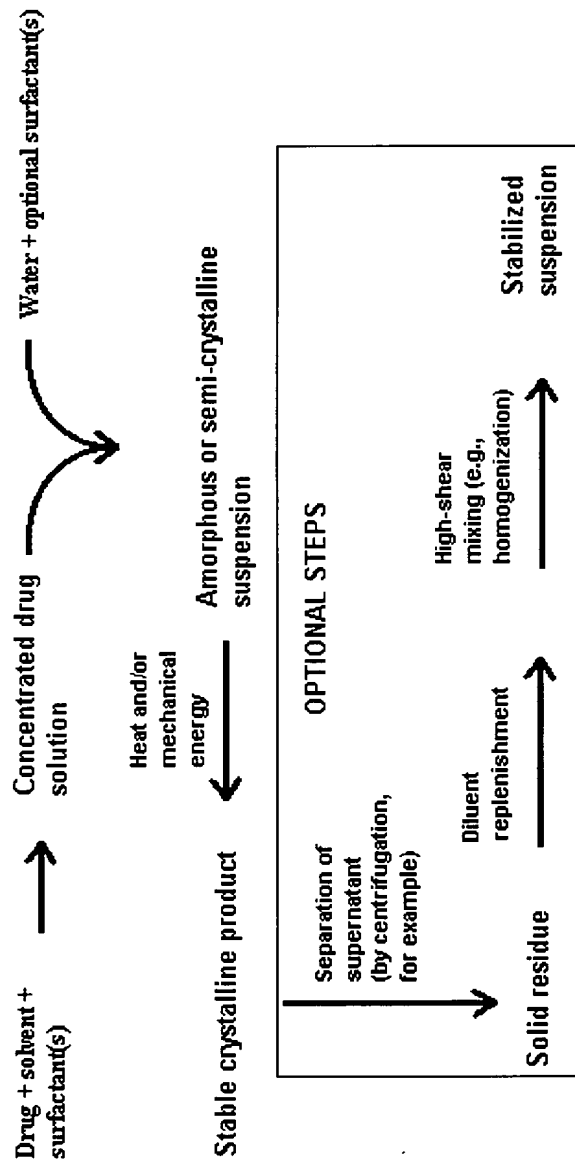 Drug + solvent +
surfactant(s)
Concentrated drug
solution
Water + optional surfactant(s)
Amorphous or semi-crystalline
suspension
Heat and/or
mechanical
energy
Stable crystalline product
OPTIONAL STEPS
Separation of
supernatant
(by centrifugation,
for example)
Solid residue
Diluent
replenishment
High-shear
mixing (e.g.,
homogenization)
Stabilized
suspension